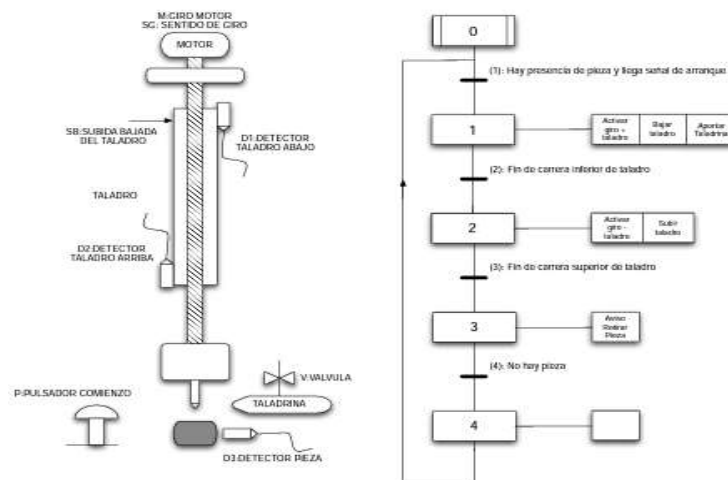 M:GIRO MOTOR
SG: SENTIDO DE GIRO
MOTOR
SB:SUBIDA BAJADA
DEL TALADRO
D1:DETECTOR
TALADRO ABAJO
TALADRO
D2:DETECTOR
TALADRO ARRIBA
V:VALVULA
P:PULSADOR COMIENZO
TALADRINA
D3:DETECTOR PIEZA
0
(1): Hay presencia de pieza y llega señal de arranque
1
Activar
giro +
taladro
Bajar
taladro
Aportar
Taladrina
(2): Fin de carrera inferior de taladro
2
Activar
giro -
taladro
Subir
taladro
(3): Fin de carrera superior de taladro
3
Aviso
Retirar
Pieza
(4): No hay pieza
4